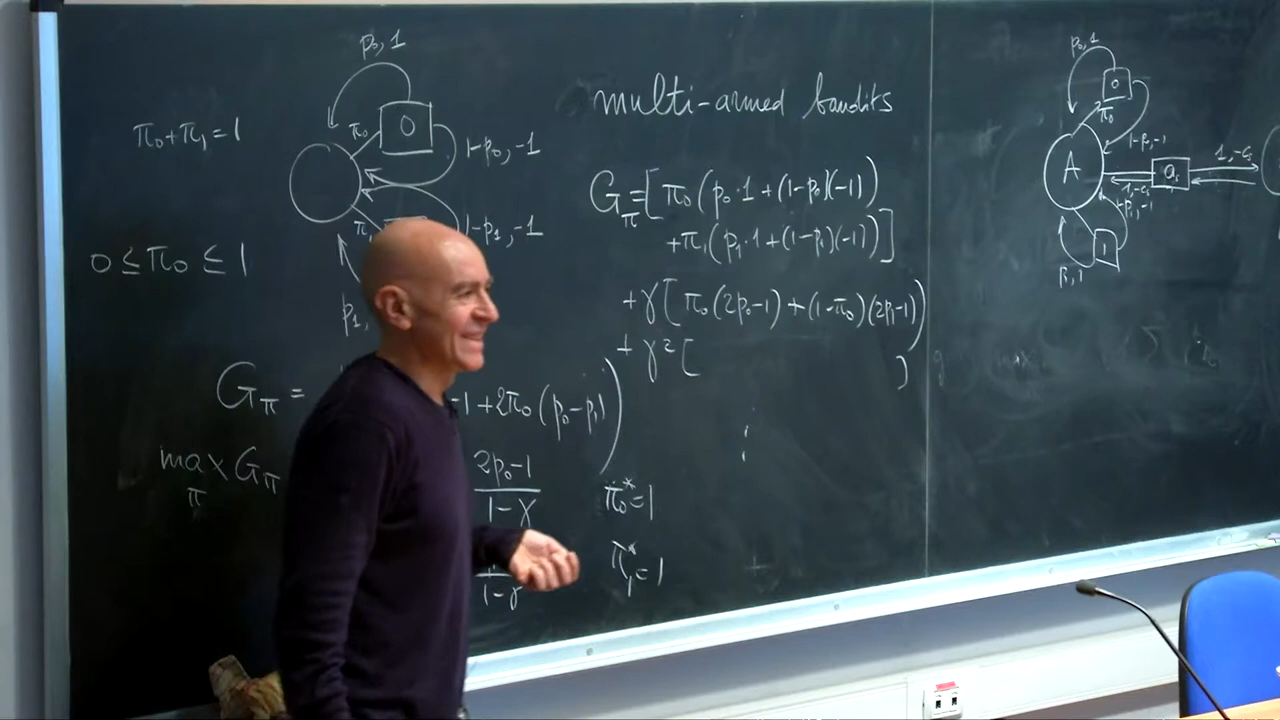 p₀, 1
π₀+π₁=1
π₀
0
1-p₀, -1
1-p₁, -1
0 ≤ π₀ ≤ 1
p₁,
G_π =
-1+2π₀(p₀-p₁))
max G_π
π
2p₀-1
1-γ
π₀*=1
1-γ
π₁*=1
multi-armed bandits
G_π=[π₀(p₀·1+(1-p₀)(-1))
+π₁(p₁·1+(1-p₁)(-1))]
+γ[π₀(2p₀-1)+(1-π₀)(2p₁-1))
+γ²[ )
⋮
p₀, 1
0
π₀
1-p₀, -1
A
1, -cₛ
aₛ
1, -cₛ
1-p₁, -1
1
p₁, 1